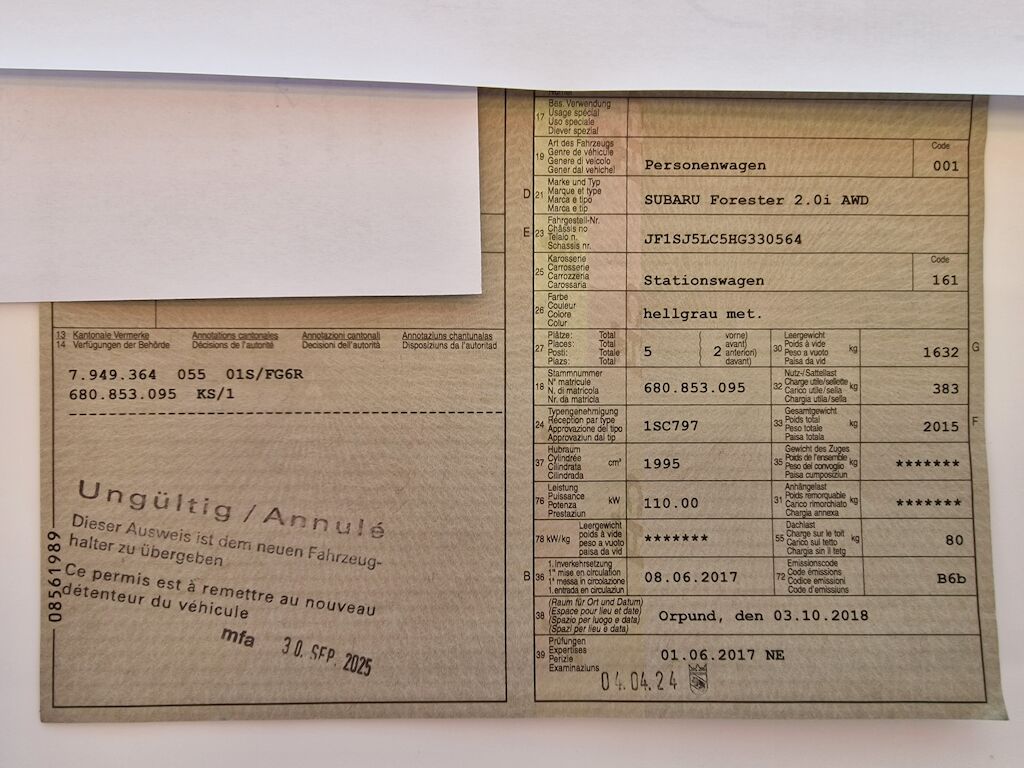 13 Kantonale Vermerke Annotations cantonales Annotazioni cantonali Annotaziuns chantunalas
14 Verfügungen der Behörde Décisions de l'autorité Decisioni dell'autorità Disposiziuns da l'autoritad
7.949.364 055 01S/FG6R
680.853.095 KS/1
Ungültig / Annulé
Dieser Ausweis ist dem neuen Fahrzeug-
halter zu übergeben
Ce permis est à remettre au nouveau
détenteur du véhicule
mfa 30. SEP. 2025
08561989
17 Bes. Verwendung
Usage spécial
Uso speciale
Diever spezial
19 Art des Fahrzeugs
Genre de véhicule
Genere di veicolo
Gener dal vehichel
Personenwagen
Code
001
D 21 Marke und Typ
Marque et type
Marca e tipo
Marca e tip
SUBARU Forester 2.0i AWD
E 23 Fahrgestell-Nr.
Châssis no
Telaio n.
Schassis nr.
JF1SJ5LC5HG330564
25 Karosserie
Carrosserie
Carrozzeria
Carossaria
Stationswagen
Code
161
26 Farbe
Couleur
Colore
Colur
hellgrau met.
27 Plätze: Total
Places: Total
Posti: Totale
Plazs: Total
5
( 2 vorne)
avant)
anteriori)
davant)
30 Leergewicht
Poids à vide
Peso a vuoto
Paisa da vid
kg
1632
G
18 Stammnummer
N° matricule
N. di matricola
Nr. da matricla
680.853.095
32 Nutz-/Sattellast
Charge utile/sellette
Carico utile/sella
Chargia utila/sella
kg
383
24 Typengenehmigung
Réception par type
Approvazione del tipo
Approvaziun dal tip
1SC797
33 Gesamtgewicht
Poids total
Peso totale
Paisa totala
kg
2015
F
37 Hubraum
Cylindrée
Cilindrata
Cilindrada
cm³
1995
35 Gewicht des Zuges
Poids de l'ensemble
Peso del convoglio
Paisa cumposiziun
kg
*******
76 Leistung
Puissance
Potenza
Prestaziun
kW
110.00
31 Anhängelast
Poids remorquable
Carico rimorchiato
Chargia annexa
kg
*******
78 kW/kg
Leergewicht
poids à vide
peso a vuoto
paisa da vid
*******
55 Dachlast
Charge sur le toit
Carico sul tetto
Chargia sin il tetg
kg
80
B 36 1. Inverkehrsetzung
1re mise en circulation
1a messa in circolazione
1. entrada en circulaziun
08.06.2017
72 Emissionscode
Code émissions
Codice emissioni
Code d'emissiuns
B6b
38 (Raum für Ort und Datum)
(Espace pour lieu et date)
(Spazio per luogo e data)
(Spazi per lieu e data)
Orpund, den 03.10.2018
39 Prüfungen
Expertises
Perizie
Examinaziuns
01.06.2017 NE
04.04.24